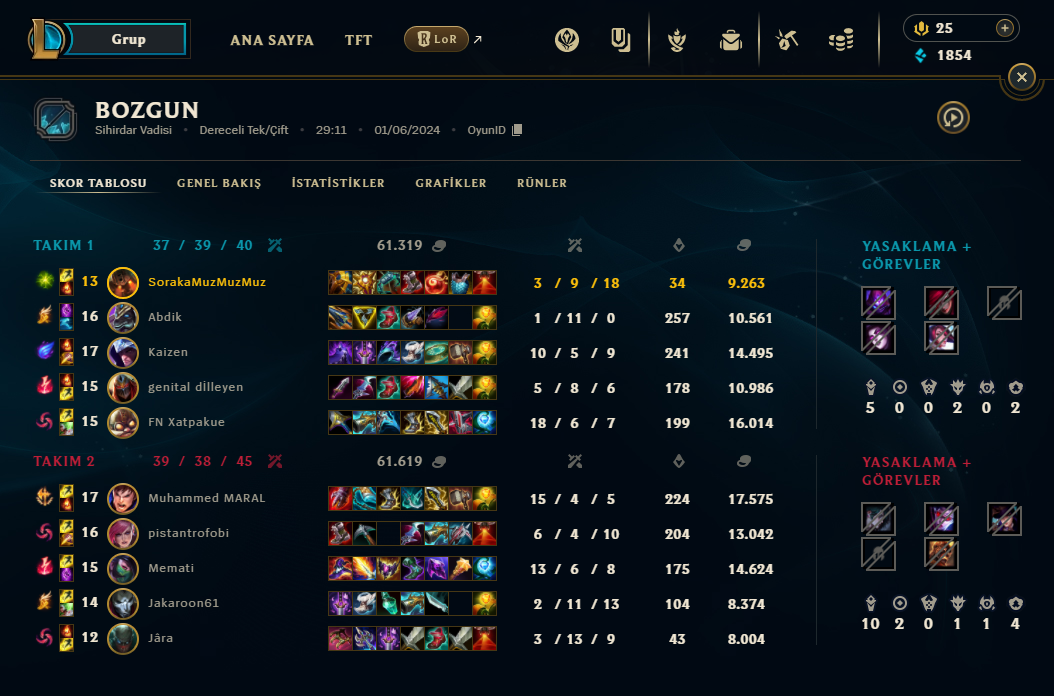 Grup
ANA SAYFA
TFT
LoR
25
1854
BOZGUN
Sihirdar Vadisi • Dereceli Tek/Çift • 29:11 • 01/06/2024 • OyunID
SKOR TABLOSU
GENEL BAKIŞ
İSTATİSTİKLER
GRAFİKLER
RÜNLER
TAKIM 1 37 / 39 / 40 61.319
13 SorakaMuzMuzMuz 3 / 9 / 18 34 9.263
16 Abdik 1 / 11 / 0 257 10.561
17 Kaizen 10 / 5 / 9 241 14.495
15 genital dİlleyen 5 / 8 / 6 178 10.986
15 FN Xatpakue 18 / 6 / 7 199 16.014
YASAKLAMA +
GÖREVLER
5 0 0 2 0 2
TAKIM 2 39 / 38 / 45 61.619
17 Muhammed MARAL 15 / 4 / 5 224 17.575
16 pistantrofobi 6 / 4 / 10 204 13.042
15 Memati 13 / 6 / 8 175 14.624
14 Jakaroon61 2 / 11 / 13 104 8.374
12 Jâra 3 / 13 / 9 43 8.004
YASAKLAMA +
GÖREVLER
10 2 0 1 1 4